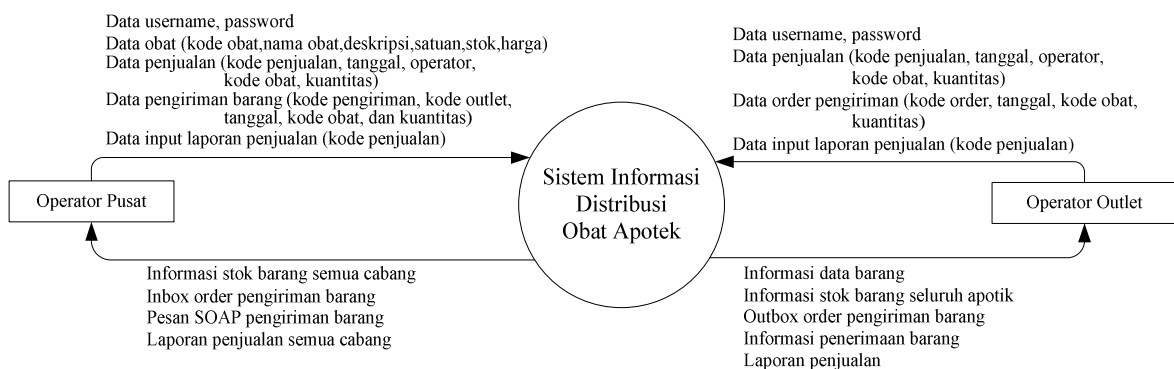 Data username, password
Data obat (kode obat,nama obat,deskripsi,satuan,stok,harga)
Data penjualan (kode penjualan, tanggal, operator,
kode obat, kuantitas)
Data pengiriman barang (kode pengiriman, kode outlet,
tanggal, kode obat, dan kuantitas)
Data input laporan penjualan (kode penjualan)
Data username, password
Data penjualan (kode penjualan, tanggal, operator,
kode obat, kuantitas)
Data order pengiriman (kode order, tanggal, kode obat,
kuantitas)
Data input laporan penjualan (kode penjualan)
Operator Pusat
Sistem Informasi
Distribusi
Obat Apotek
Operator Outlet
Informasi stok barang semua cabang
Inbox order pengiriman barang
Pesan SOAP pengiriman barang
Laporan penjualan semua cabang
Informasi data barang
Informasi stok barang seluruh apotik
Outbox order pengiriman barang
Informasi penerimaan barang
Laporan penjualan